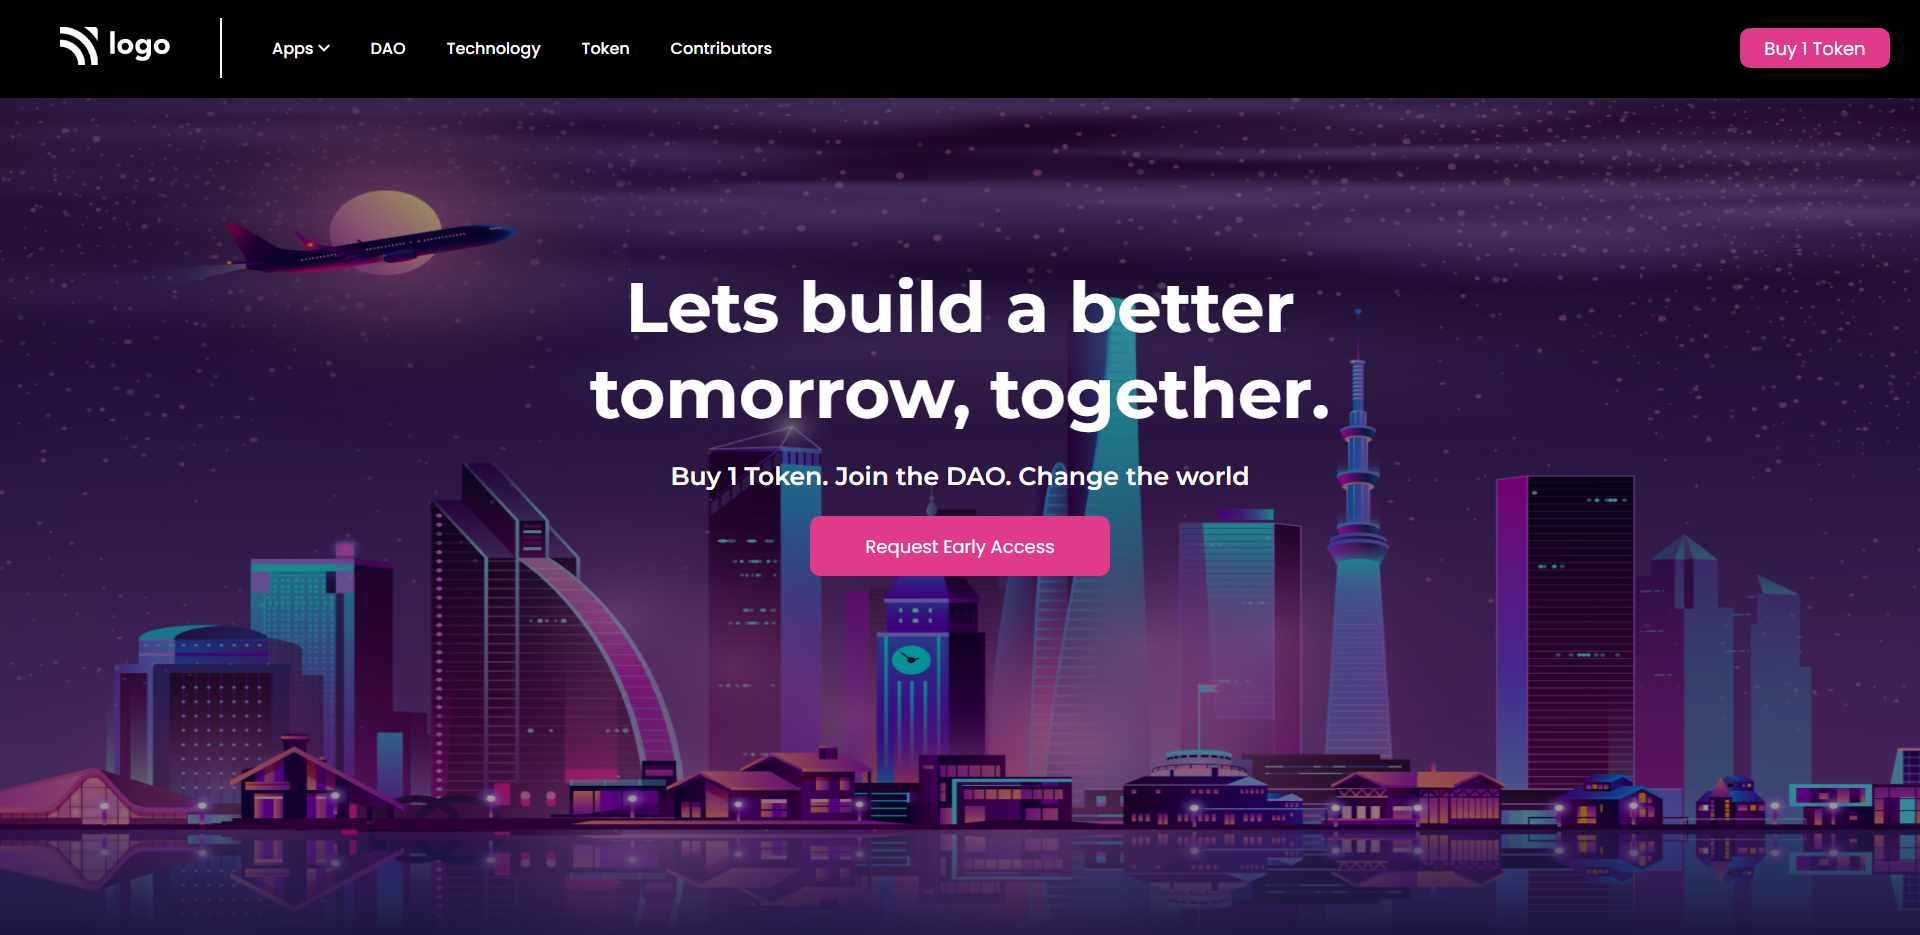 logo
Apps
DAO
Technology
Token
Contributors
Buy 1 Token
Lets build a better
tomorrow, together.
Buy 1 Token. Join the DAO. Change the world
Request Early Access